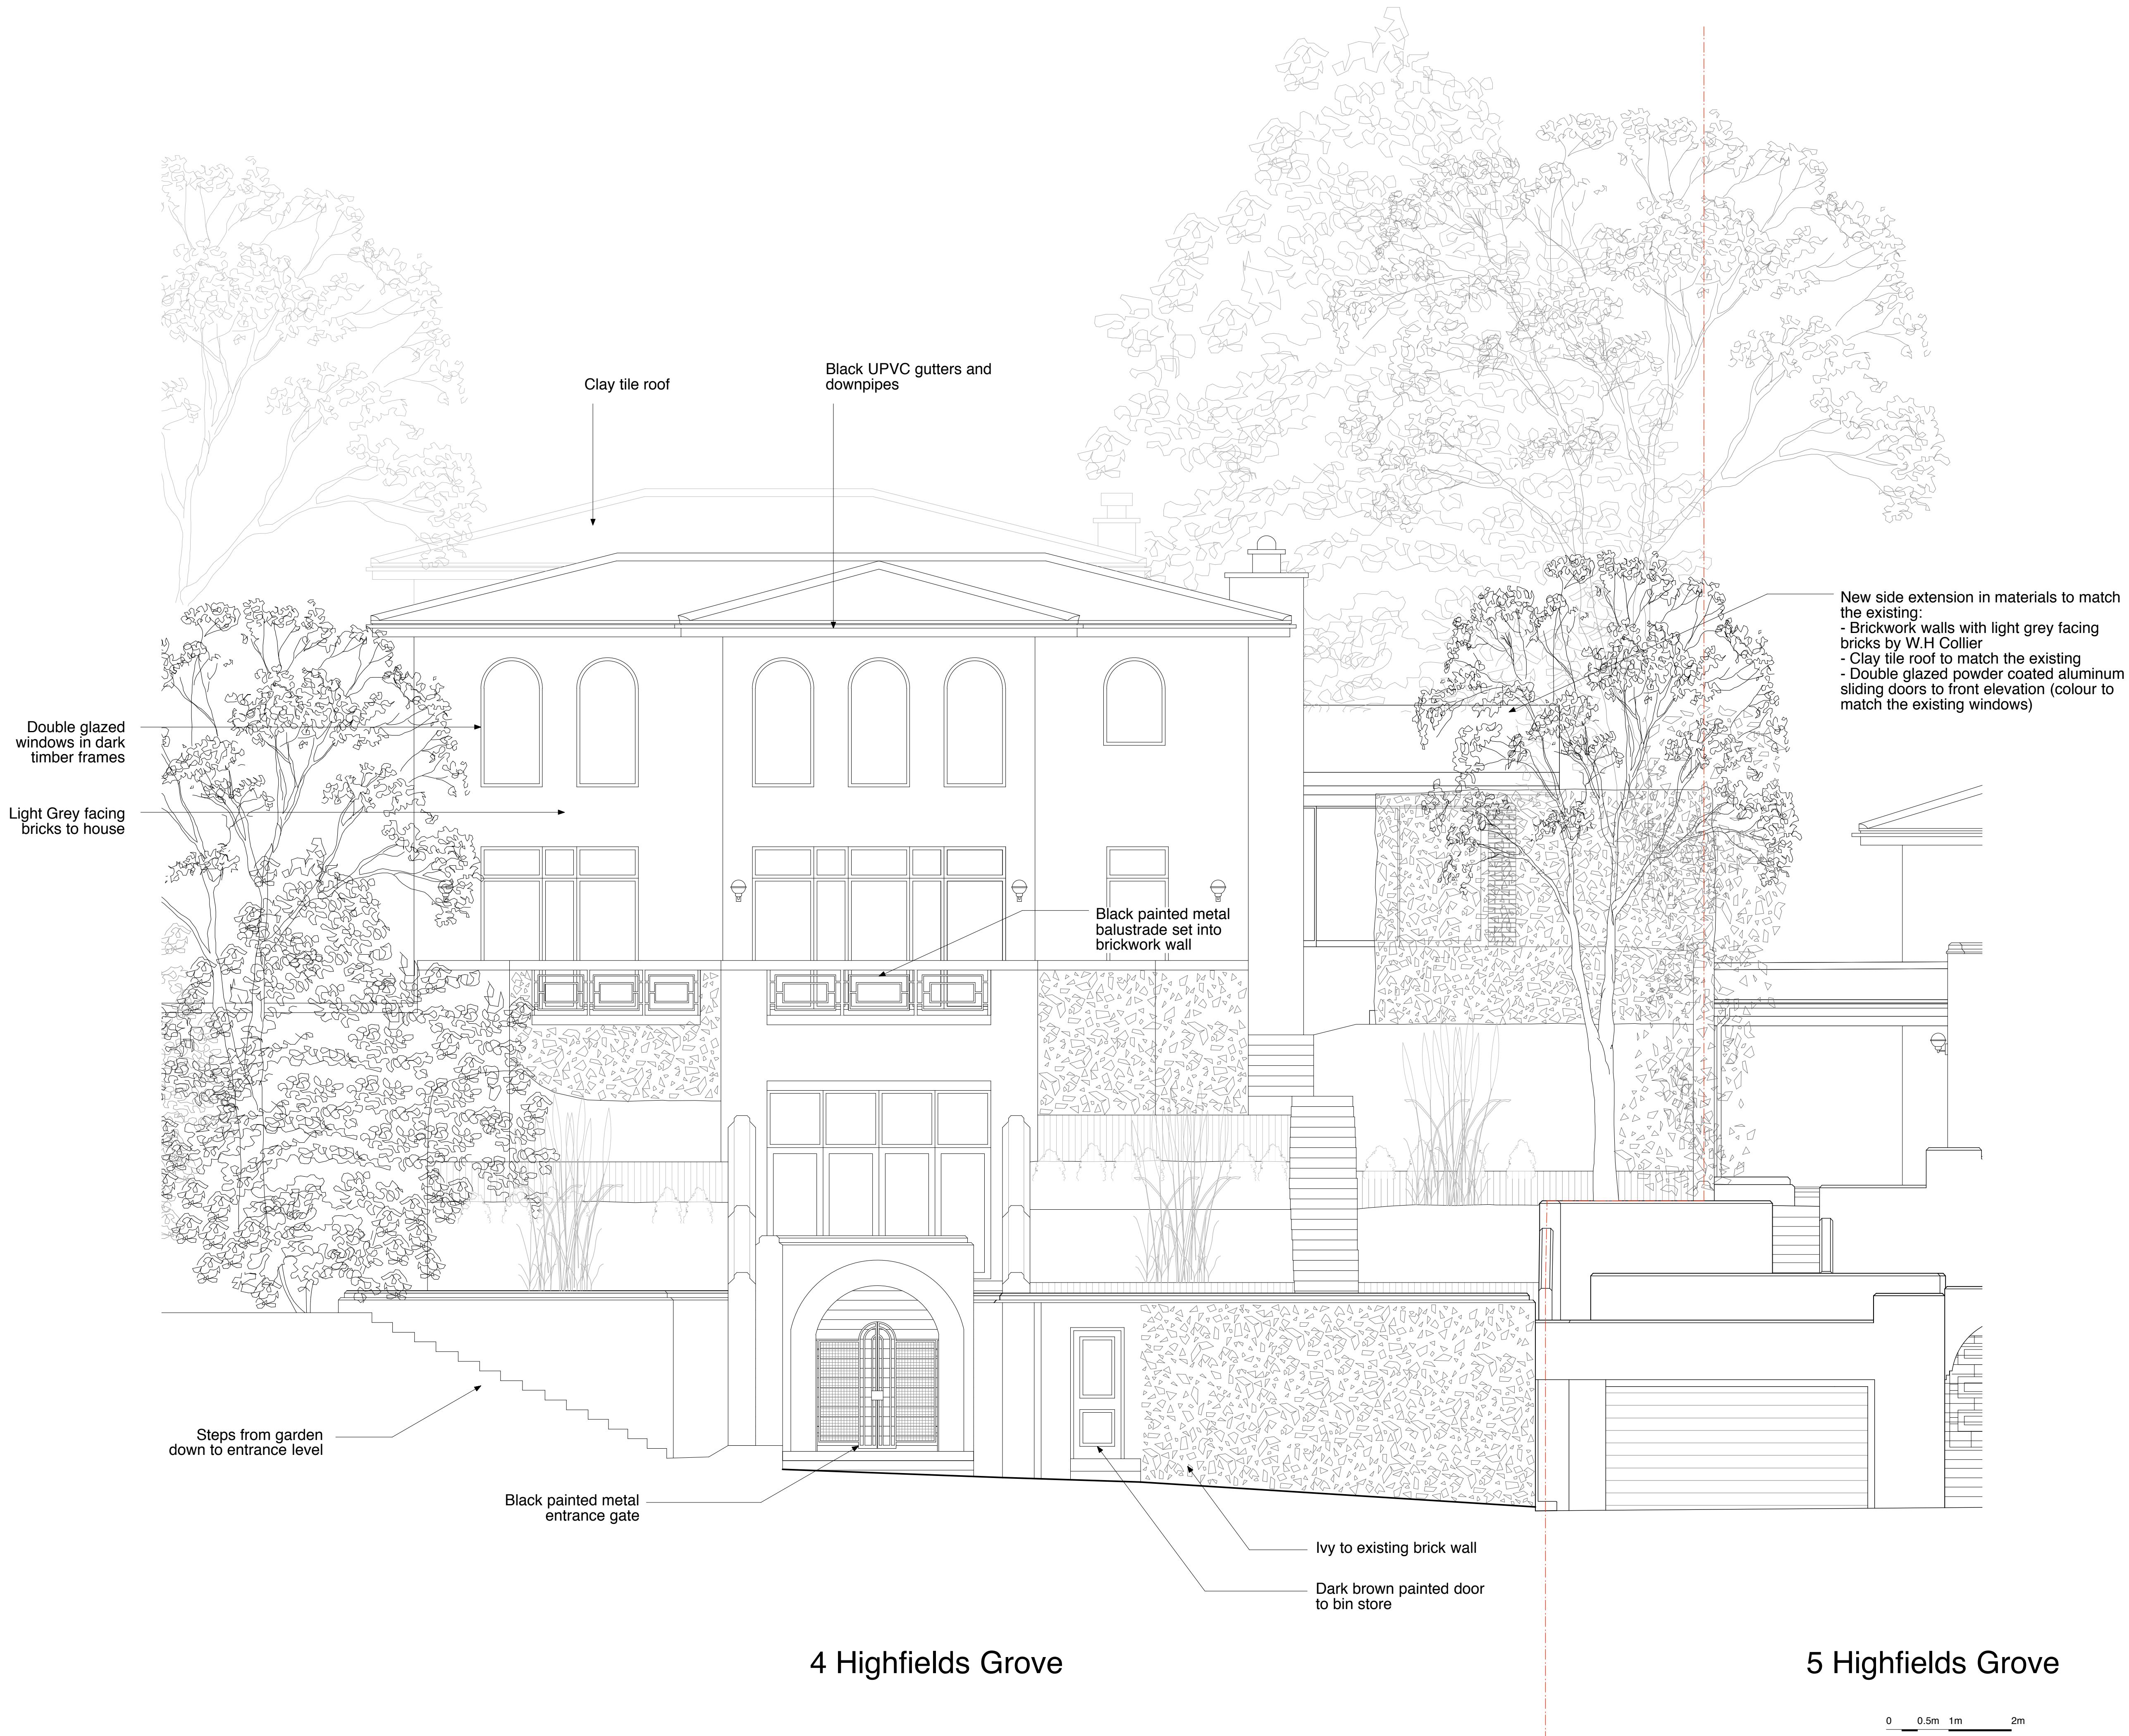 Clay tile roof
Black UPVC gutters and
downpipes
New side extension in materials to match
the existing:
- Brickwork walls with light grey facing
bricks by W.H Collier
- Clay tile roof to match the existing
- Double glazed powder coated aluminum
sliding doors to front elevation (colour to
match the existing windows)
Double glazed
windows in dark
timber frames
Light Grey facing
bricks to house
Black painted metal
balustrade set into
brickwork wall
Steps from garden
down to entrance level
Black painted metal
entrance gate
Ivy to existing brick wall
Dark brown painted door
to bin store
4 Highfields Grove
5 Highfields Grove
0 0.5m 1m 2m